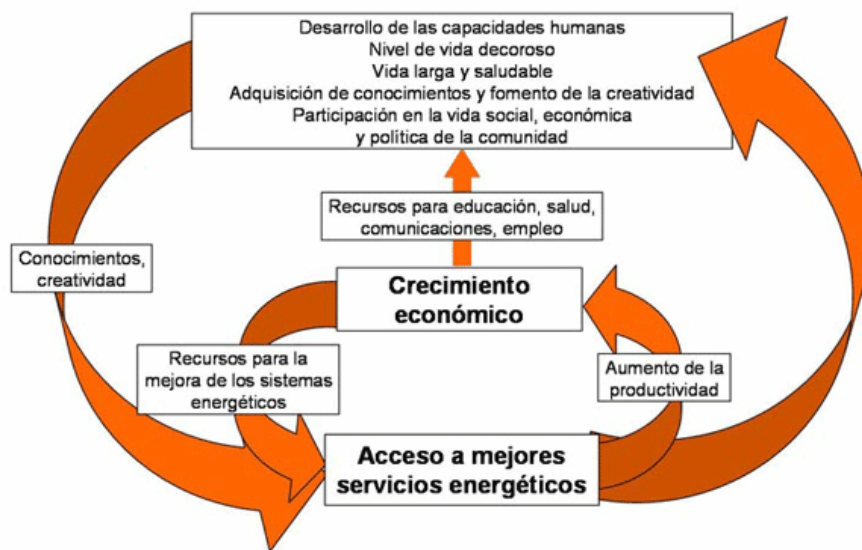 Desarrollo de las capacidades humanas
Nivel de vida decoroso
Vida larga y saludable
Adquisición de conocimientos y fomento de la creatividad
Participación en la vida social, económica
y política de la comunidad
Recursos para educación, salud,
comunicaciones, empleo
Conocimientos,
creatividad
Crecimiento
económico
Recursos para la
mejora de los sistemas
energéticos
Aumento de la
productividad
Acceso a mejores
servicios energéticos